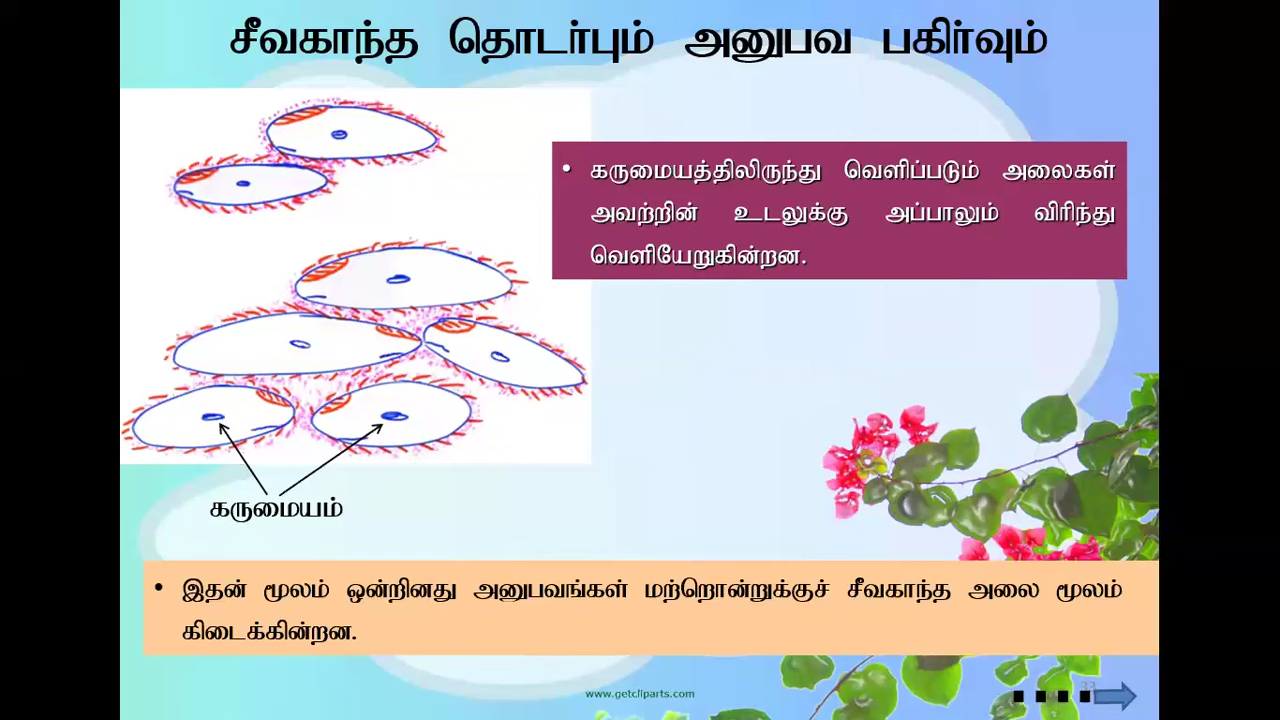 சீவகாந்த தொடர்பும் அனுபவ பகிர்வும்
• கருமையத்திலிருந்து வெளிப்படும் அலைகள்
அவற்றின் உடலுக்கு அப்பாலும் விரிந்து
வெளியேறுகின்றன.
கருமையம்
• இதன் மூலம் ஒன்றினது அனுபவங்கள் மற்றொன்றுக்குச் சீவகாந்த அலை மூலம்
கிடைக்கின்றன.
www.getcliparts.com
33